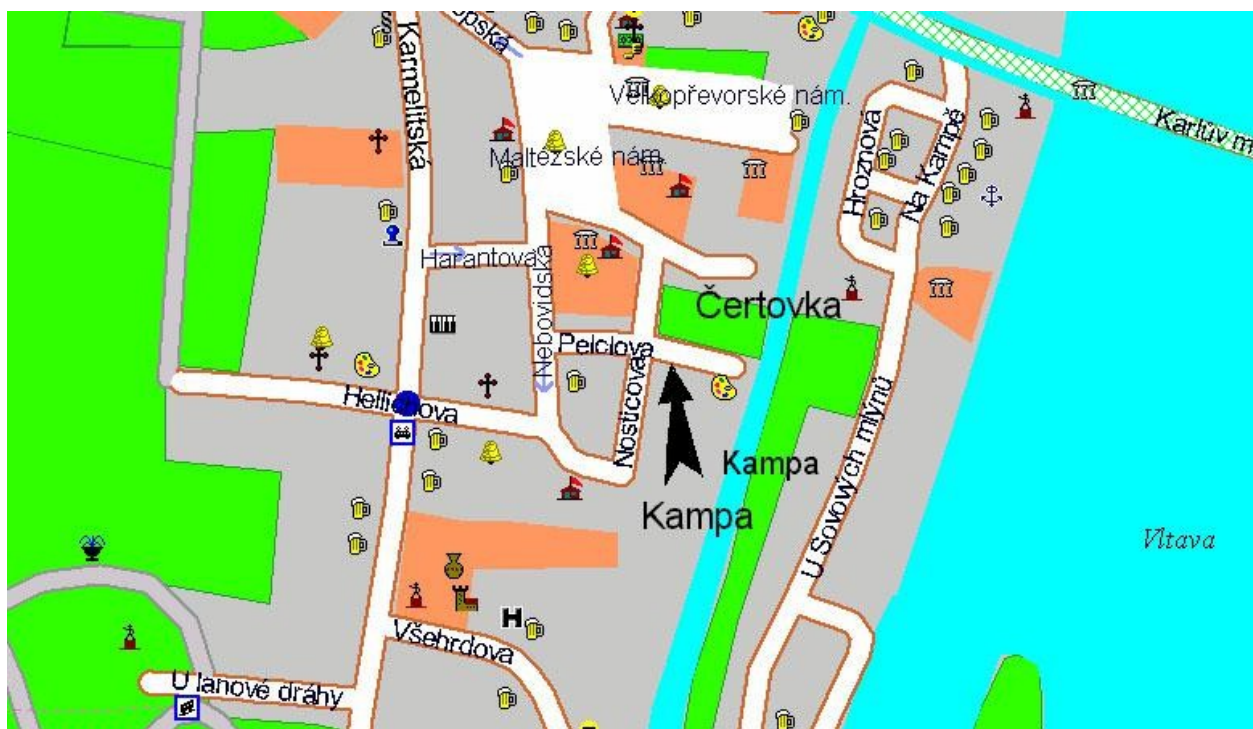 opská
Karmelitská
Velkopřevorské nám.
Karlův m
Maltézské nám.
Hroznová
Na Kampě
Harantova
Nebovidská
Čertovka
Pelclova
Hellichova
Nosticova
Kampa
Kampa
U Sovových mlýnů
Vltava
H
Všehrdova
U lanové dráhy